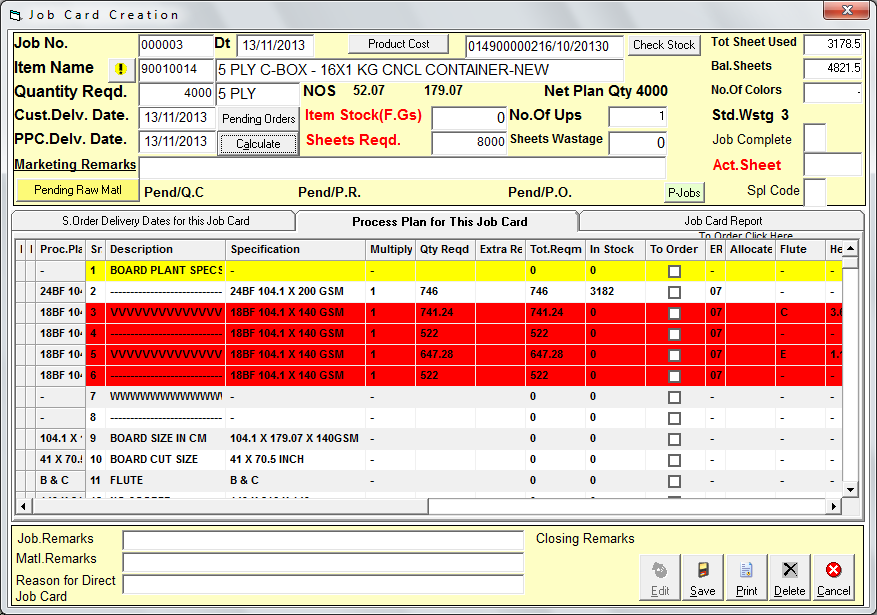 Job Card Creation
Job No. 000003 Dt 13/11/2013 Product Cost 014900000216/10/20130 Check Stock Tot Sheet Used 3178.5
Item Name ! 90010014 5 PLY C-BOX - 16X1 KG CNCL CONTAINER-NEW Bal.Sheets 4821.5
Quantity Reqd. 4000 5 PLY NOS 52.07 179.07 Net Plan Qty 4000 No.Of Colors -
Cust.Delv. Date. 13/11/2013 Pending Orders Item Stock(F.Gs) 0 No.Of Ups 1 Std.Wstg 3
PPC.Delv. Date. 13/11/2013 Calculate Sheets Reqd. 8000 Sheets Wastage 0 Job Complete
Marketing Remarks Act.Sheet
Pending Raw Matl Pend/Q.C Pend/P.R. Pend/P.O. P-Jobs Spl Code
S.Order Delivery Dates for this Job Card Process Plan for This Job Card Job Card Report
To Order Click Here
I I Proc.Pla Sr Description Specification Multiply Qty Reqd Extra Re Tot.Reqm In Stock To Order ER Allocate Flute He
- 1 BOARD PLANT SPECS - - 0 0 - - -
24BF 104 2 ------------------------ 24BF 104.1 X 200 GSM 1 746 746 3182 07 - -
18BF 104 3 VVVVVVVVVVVVVV 18BF 104.1 X 140 GSM 1 741.24 741.24 0 07 C 3.
18BF 104 4 ------------------------ 18BF 104.1 X 140 GSM 1 522 522 0 07 - -
18BF 104 5 VVVVVVVVVVVVVV 18BF 104.1 X 140 GSM 1 647.28 647.28 0 07 E 1.
18BF 104 6 ------------------------ 18BF 104.1 X 140 GSM 1 522 522 0 07 - -
- 7 WWWWWWWWWWW - - 0 0 - - -
- 8 ------------------------ - - 0 0 - - -
104.1 X 9 BOARD SIZE IN CM 104.1 X 179.07 X 140GSM - 0 0 - - -
41 X 70.5 10 BOARD CUT SIZE 41 X 70.5 INCH - 0 0 - - -
B & C 11 FLUTE B & C - 0 0 - - -
Job.Remarks Closing Remarks
Matl.Remarks
Reason for Direct
Job Card
Edit Save Print Delete Cancel